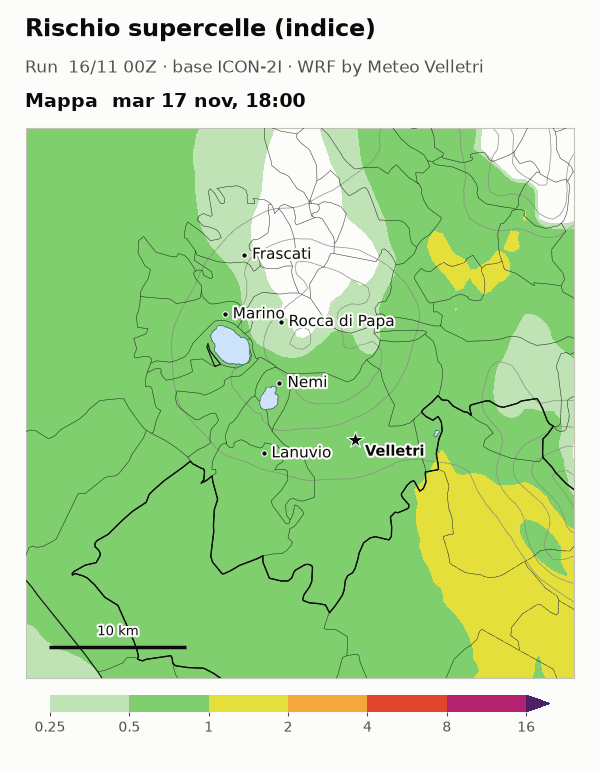 Rischio supercelle (indice)
Run  16/11 00Z · base ICON-2I · WRF by Meteo Velletri
Mappa  mar 17 nov, 18:00
Frascati
Marino
Rocca di Papa
Nemi
Velletri
Lanuvio
10 km
0.25 0.5 1 2 4 8 16